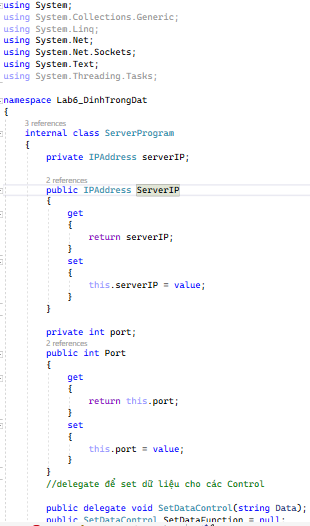 using System;
using System.Collections.Generic;
using System.Linq;
using System.Net;
using System.Net.Sockets;
using System.Text;
using System.Threading.Tasks;
namespace Lab6_DinhTrongDat
{
3 references
internal class ServerProgram
{
private IPAddress serverIP;
2 references
public IPAddress ServerIP
{
get
{
return serverIP;
}
set
{
this.serverIP = value;
}
}
private int port;
2 references
public int Port
{
get
{
return this.port;
}
set
{
this.port = value;
}
}
//delegate để set dữ liệu cho các Control
public delegate void SetDataControl(string Data);
public SetDataControl SetDataFunction = null;